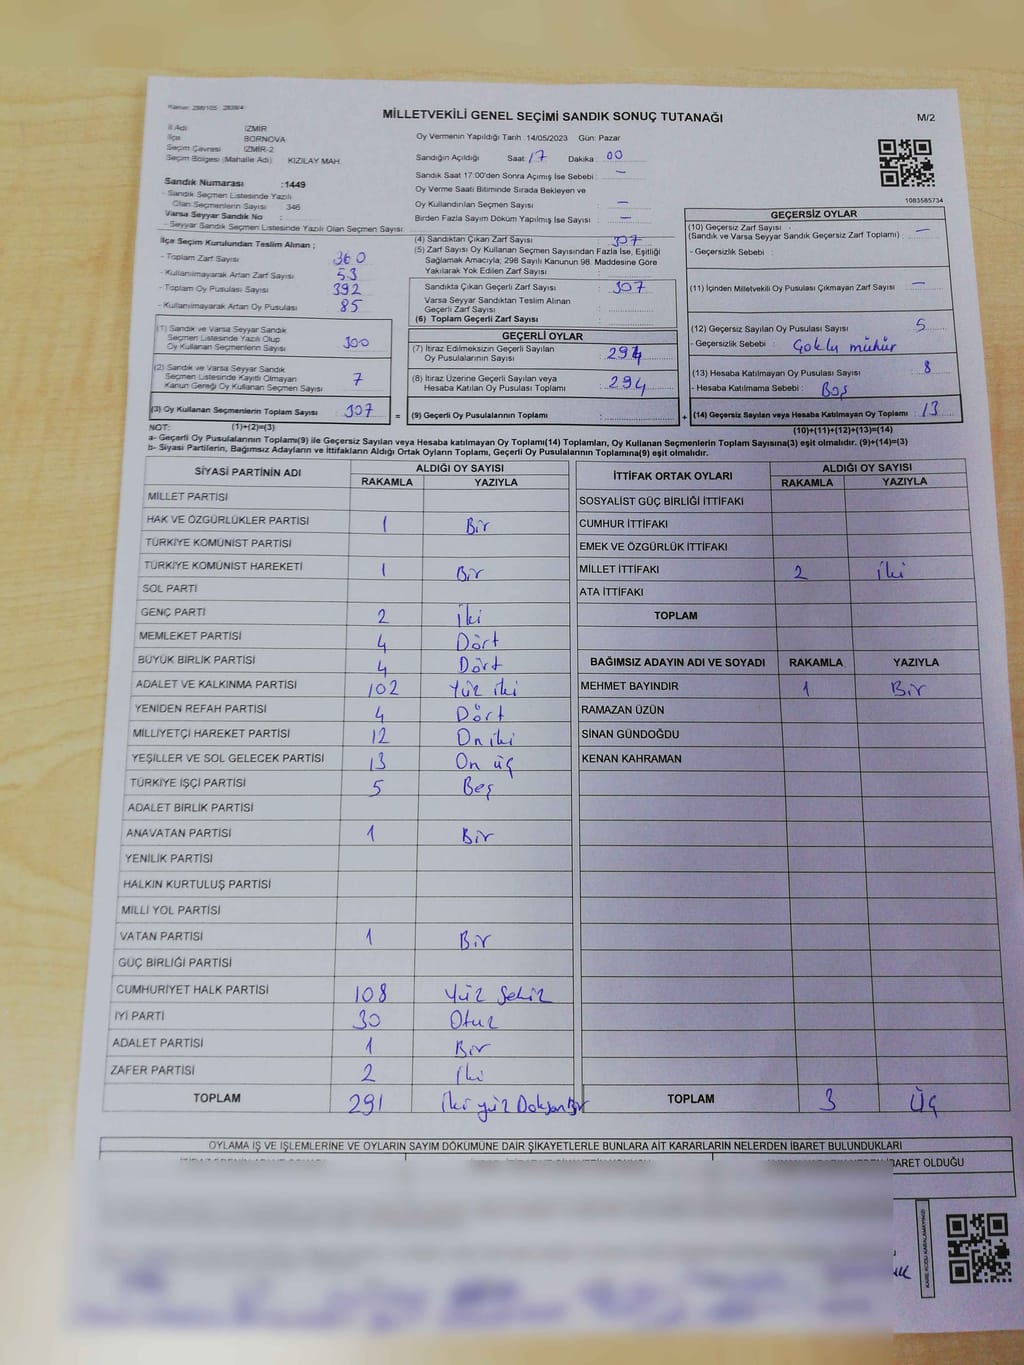 MİLLETVEKİLİ GENEL SEÇİMİ SANDIK SONUÇ TUTANAĞI
M/2
İl Adı İZMİR
İlçe BORNOVA
Seçim Çevresi İZMİR-2
Seçim Bölgesi (Mahalle Adı) KIZILAY MAH.
Sandık Numarası :1449
- Sandık Seçmen Listesinde Yazılı
Olan Seçmenlerin Sayısı 346
Varsa Seyyar Sandık No :
- Seyyar Sandık Seçmen Listesinde Yazılı Olan Seçmen Sayısı :
Oy Vermenin Yapıldığı Tarih 14/05/2023 Gün: Pazar
Sandığın Açıldığı Saat 17 Dakika : 00
Sandık Saat 17:00'den Sonra Açılmış İse Sebebi : —
Oy Verme Saati Bitiminde Sırada Bekleyen ve
Oy Kullandırılan Seçmen Sayısı : —
Birden Fazla Sayım Döküm Yapılmış İse Sayısı : —
1083585734
İlçe Seçim Kurulundan Teslim Alınan ;
- Toplam Zarf Sayısı 360
- Kullanılmayarak Artan Zarf Sayısı 53
- Toplam Oy Pusulası Sayısı 392
- Kullanılmayarak Artan Oy Pusulası 85
(4) Sandıktan Çıkan Zarf Sayısı : 307
(5) Zarf Sayısı Oy Kullanan Seçmen Sayısından Fazla İse, Eşitliği
Sağlamak Amacıyla; 298 Sayılı Kanunun 98. Maddesine Göre
Yakılarak Yok Edilen Zarf Sayısı :
Sandıkta Çıkan Geçerli Zarf Sayısı : 307
Varsa Seyyar Sandıktan Teslim Alınan
Geçerli Zarf Sayısı
(6) Toplam Geçerli Zarf Sayısı :
GEÇERSİZ OYLAR
(10) Geçersiz Zarf Sayısı
(Sandık ve Varsa Seyyar Sandık Geçersiz Zarf Toplamı) : —
- Geçersizlik Sebebi :
(11) İçinden Milletvekili Oy Pusulası Çıkmayan Zarf Sayısı : —
(12) Geçersiz Sayılan Oy Pusulası Sayısı : 5
- Geçersizlik Sebebi : Çoklu mühür
(13) Hesaba Katılmayan Oy Pusulası Sayısı : 8
- Hesaba Katılmama Sebebi : Boş
(14) Geçersiz Sayılan veya Hesaba Katılmayan Oy Toplamı : 13
(10)+(11)+(12)+(13)=(14)
(1) Sandık ve Varsa Seyyar Sandık
Seçmen Listesinde Yazılı Olup
Oy Kullanan Seçmenlerin Sayısı 300
(2) Sandık ve Varsa Seyyar Sandık
Seçmen Listesinde Kayıtlı Olmayan
Kanun Gereği Oy Kullanan Seçmen Sayısı 7
(3) Oy Kullanan Seçmenlerin Toplam Sayısı 307 =
(1)+(2)=(3)
GEÇERLİ OYLAR
(7) İtiraz Edilmeksizin Geçerli Sayılan
Oy Pusulalarının Sayısı : 294
(8) İtiraz Üzerine Geçerli Sayılan veya
Hesaba Katılan Oy Pusulası Toplamı : 294
(9) Geçerli Oy Pusulalarının Toplamı : +
NOT:
a- Geçerli Oy Pusulalarının Toplamı(9) ile Geçersiz Sayılan veya Hesaba katılmayan Oy Toplamı(14) Toplamları, Oy Kullanan Seçmenlerin Toplam Sayısına(3) eşit olmalıdır. (9)+(14)=(3)
b- Siyasi Partilerin, Bağımsız Adayların ve İttifakların Aldığı Ortak Oyların Toplamı, Geçerli Oy Pusulalarının Toplamına(9) eşit olmalıdır.
SİYASİ PARTİNİN ADI ALDIĞI OY SAYISI
RAKAMLA YAZIYLA
MİLLET PARTİSİ
HAK VE ÖZGÜRLÜKLER PARTİSİ 1 Bir
TÜRKİYE KOMÜNİST PARTİSİ
TÜRKİYE KOMÜNİST HAREKETİ 1 Bir
SOL PARTİ
GENÇ PARTİ 2 İki
MEMLEKET PARTİSİ 4 Dört
BÜYÜK BİRLİK PARTİSİ 4 Dört
ADALET VE KALKINMA PARTİSİ 102 Yüz iki
YENİDEN REFAH PARTİSİ 4 Dört
MİLLİYETÇİ HAREKET PARTİSİ 12 On iki
YEŞİLLER VE SOL GELECEK PARTİSİ 13 On üç
TÜRKİYE İŞÇİ PARTİSİ 5 Beş
ADALET BİRLİK PARTİSİ
ANAVATAN PARTİSİ 1 Bir
YENİLİK PARTİSİ
HALKIN KURTULUŞ PARTİSİ
MİLLİ YOL PARTİSİ
VATAN PARTİSİ 1 Bir
GÜÇ BİRLİĞİ PARTİSİ
CUMHURİYET HALK PARTİSİ 108 Yüz Sekiz
İYİ PARTİ 30 Otuz
ADALET PARTİSİ 1 Bir
ZAFER PARTİSİ 2 İki
TOPLAM 291 İki yüz Doksan Bir
İTTİFAK ORTAK OYLARI ALDIĞI OY SAYISI
RAKAMLA YAZIYLA
SOSYALİST GÜÇ BİRLİĞİ İTTİFAKI
CUMHUR İTTİFAKI
EMEK VE ÖZGÜRLÜK İTTİFAKI
MİLLET İTTİFAKI 2 İki
ATA İTTİFAKI
TOPLAM
BAĞIMSIZ ADAYIN ADI VE SOYADI RAKAMLA YAZIYLA
MEHMET BAYINDIR 1 Bir
RAMAZAN ÜZÜN
SİNAN GÜNDOĞDU
KENAN KAHRAMAN
TOPLAM 3 Üç
OYLAMA İŞ VE İŞLEMLERİNE VE OYLARIN SAYIM DÖKÜMÜNE DAİR ŞİKAYETLERLE BUNLARA AİT KARARLARIN NELERDEN İBARET BULUNDUKLARI
İBARET OLDUĞU
KARE KODU KARALAMAYINIZ!